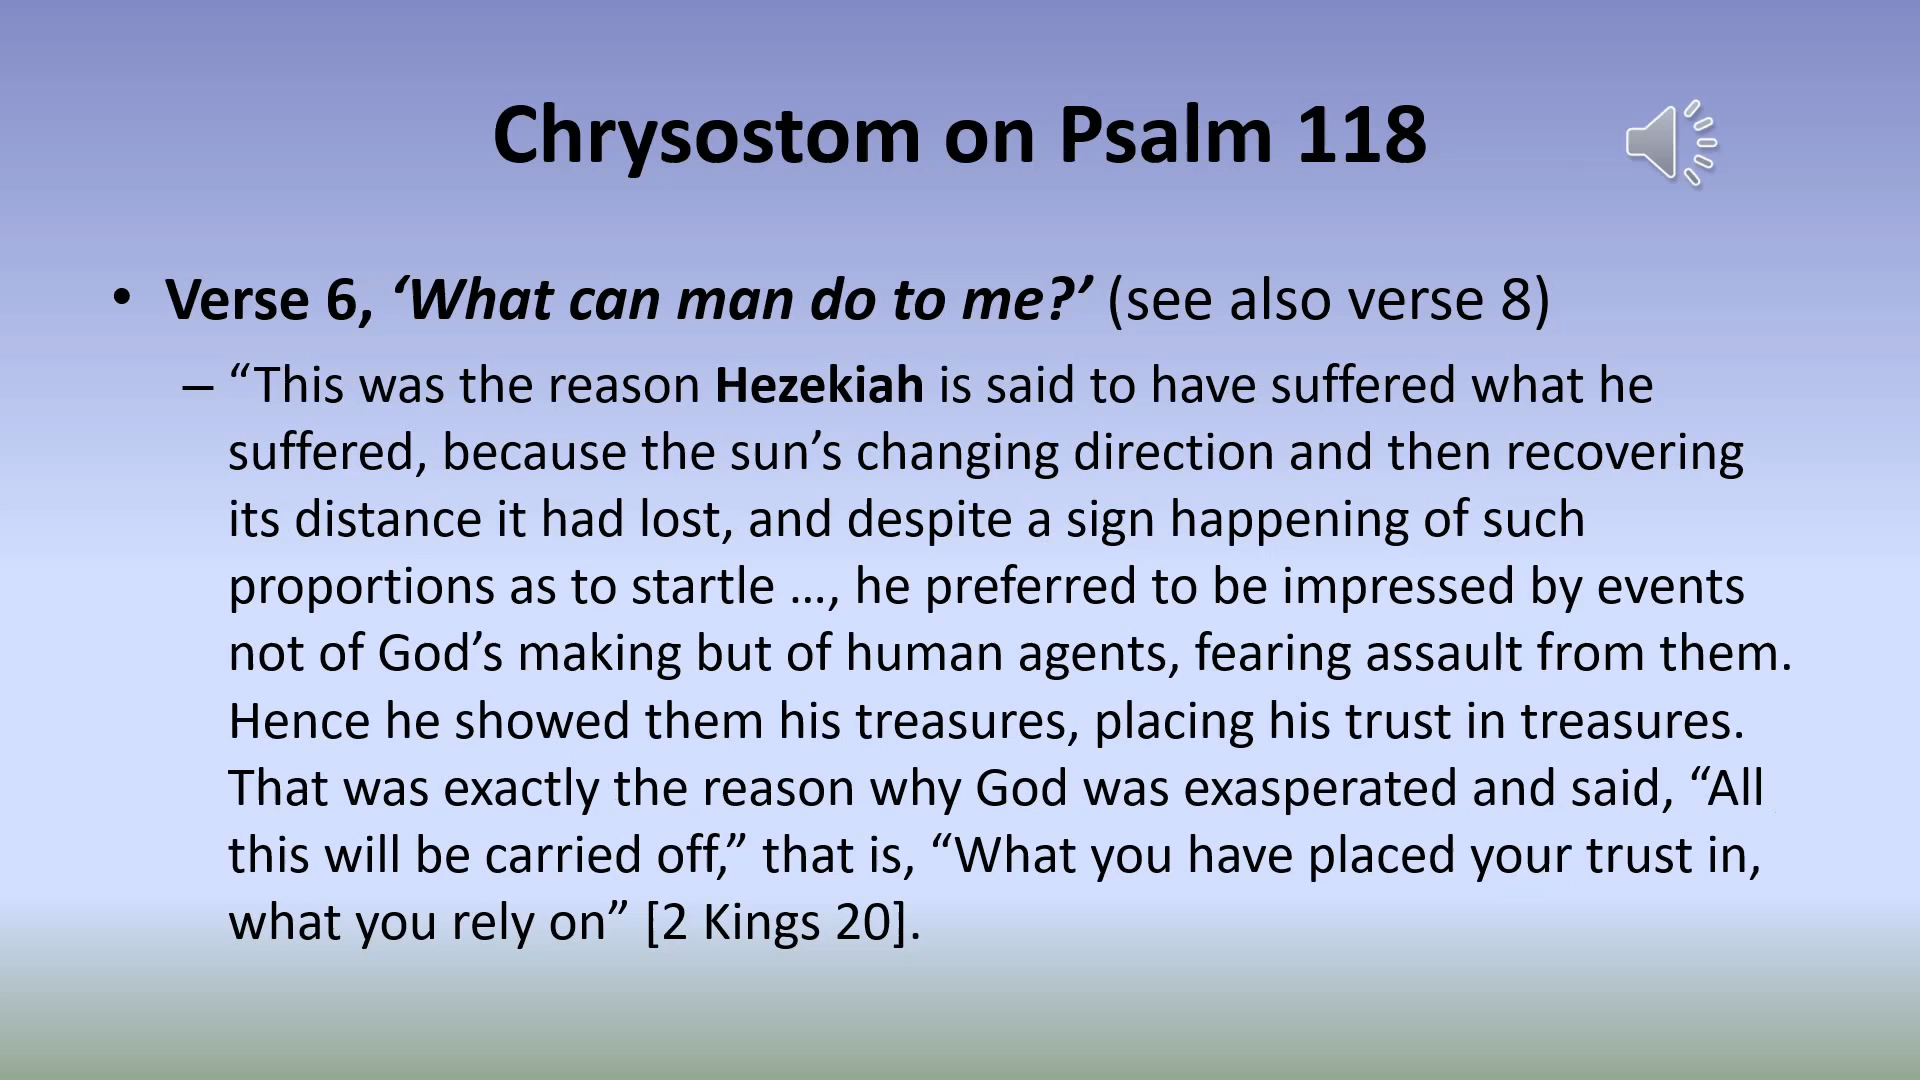 Chrysostom on Psalm 118
• Verse 6, ‘What can man do to me?’ (see also verse 8)
– “This was the reason Hezekiah is said to have suffered what he
suffered, because the sun’s changing direction and then recovering
its distance it had lost, and despite a sign happening of such
proportions as to startle …, he preferred to be impressed by events
not of God’s making but of human agents, fearing assault from them.
Hence he showed them his treasures, placing his trust in treasures.
That was exactly the reason why God was exasperated and said, “All
this will be carried off,” that is, “What you have placed your trust in,
what you rely on” [2 Kings 20].